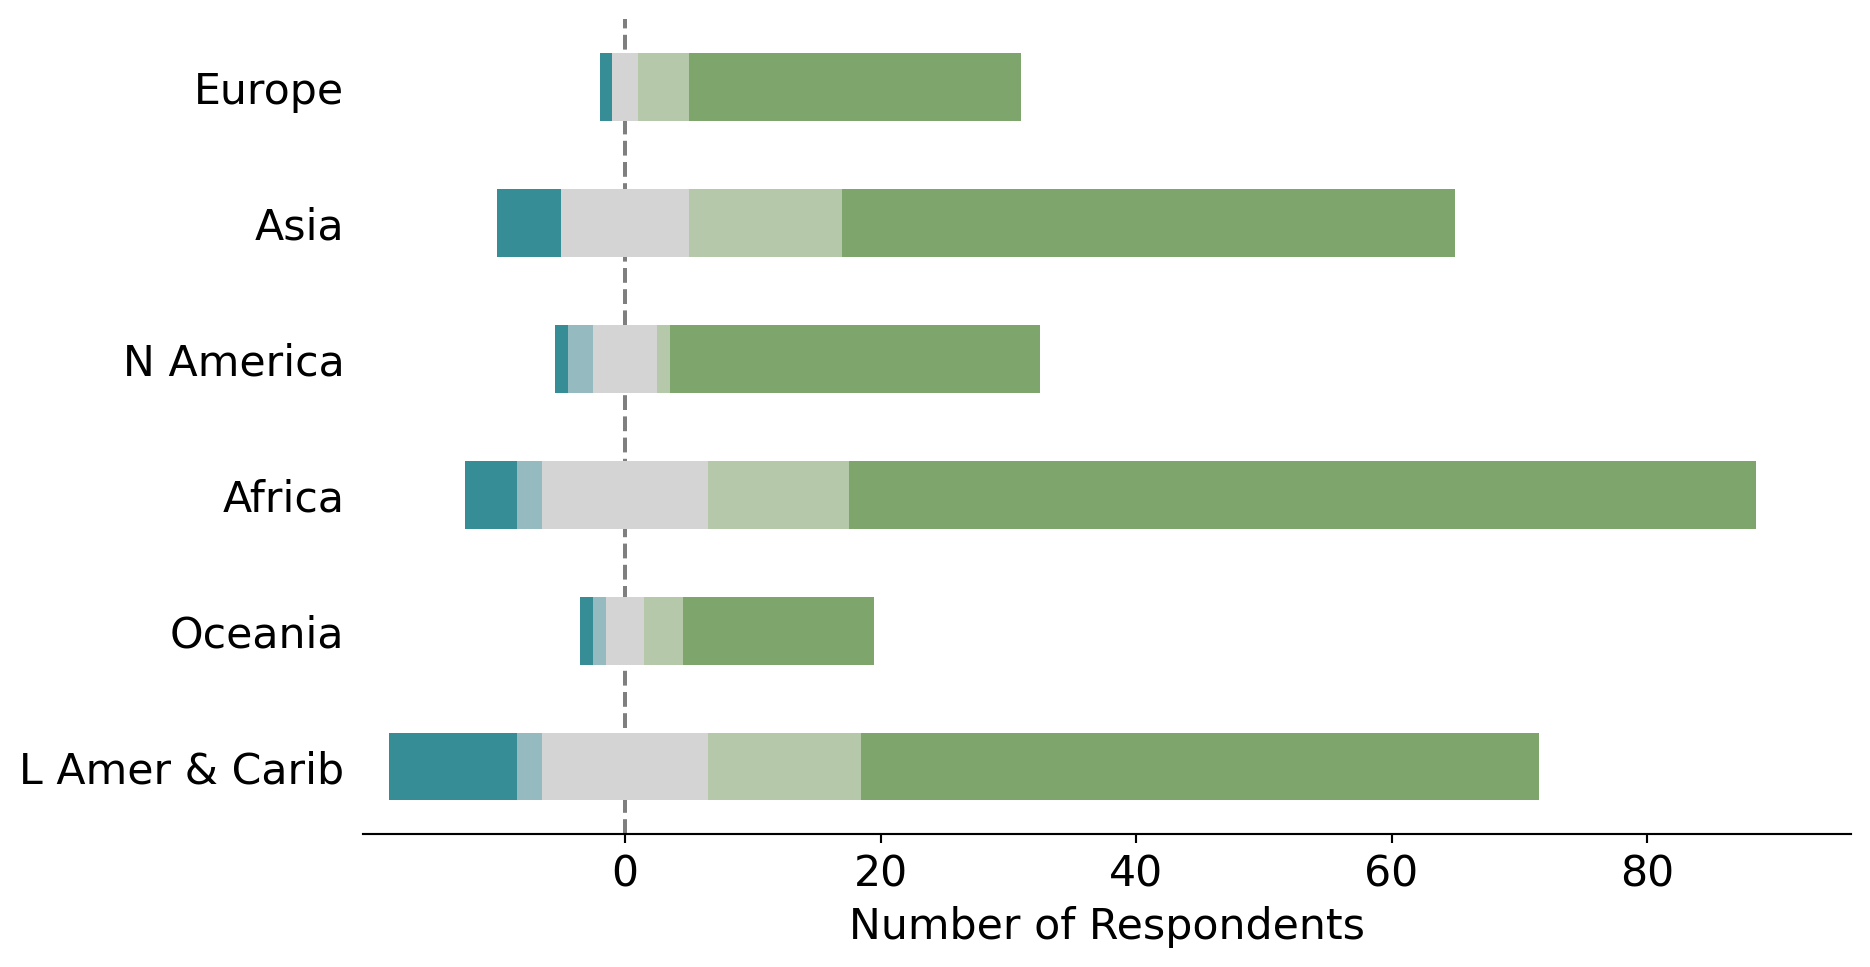 Europe
Asia
N America
Africa
Oceania
L Amer & Carib
0 20 40 60 80
Number of Respondents